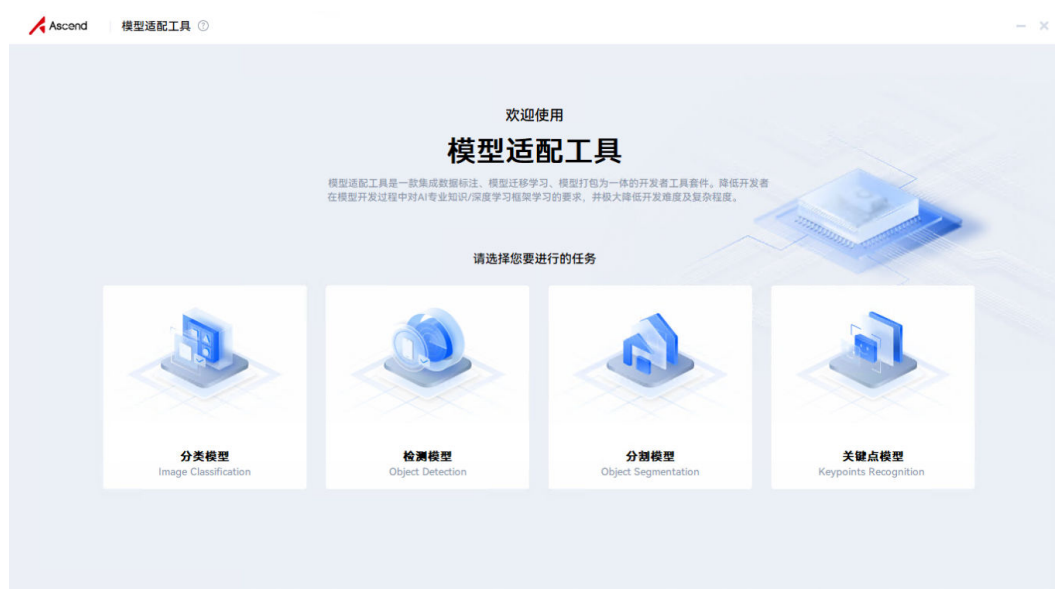 Ascend 模型适配工具
欢迎使用
模型适配工具
模型适配工具是一款集成数据标注、模型迁移学习、模型打包为一体的开发者工具套件。降低开发者
在模型开发过程中对AI专业知识/深度学习框架学习的要求，并极大降低开发难度及复杂程度。
请选择您要进行的任务
分类模型
Image Classification
检测模型
Object Detection
分割模型
Object Segmentation
关键点模型
Keypoints Recognition